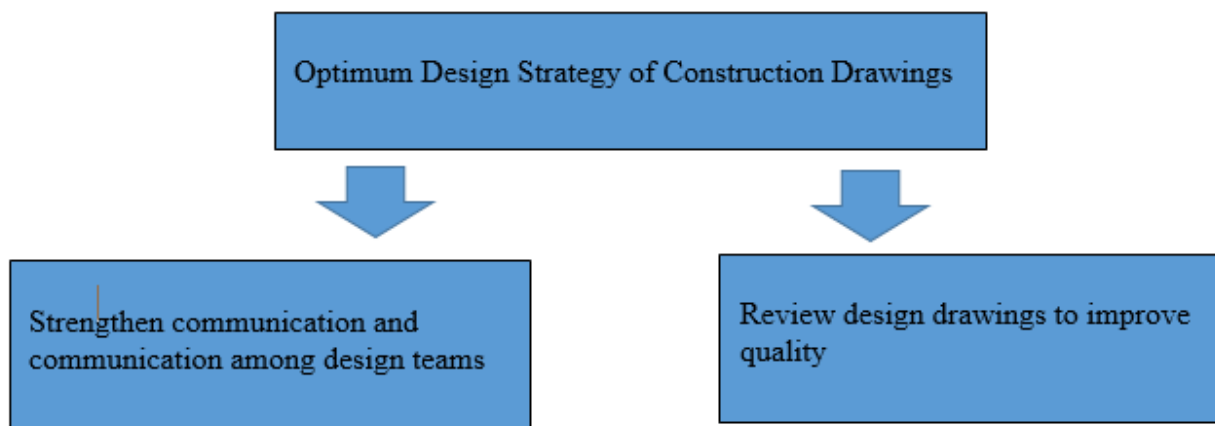 Optimum Design Strategy of Construction Drawings
Strengthen communication and
communication among design teams
Review design drawings to improve
quality